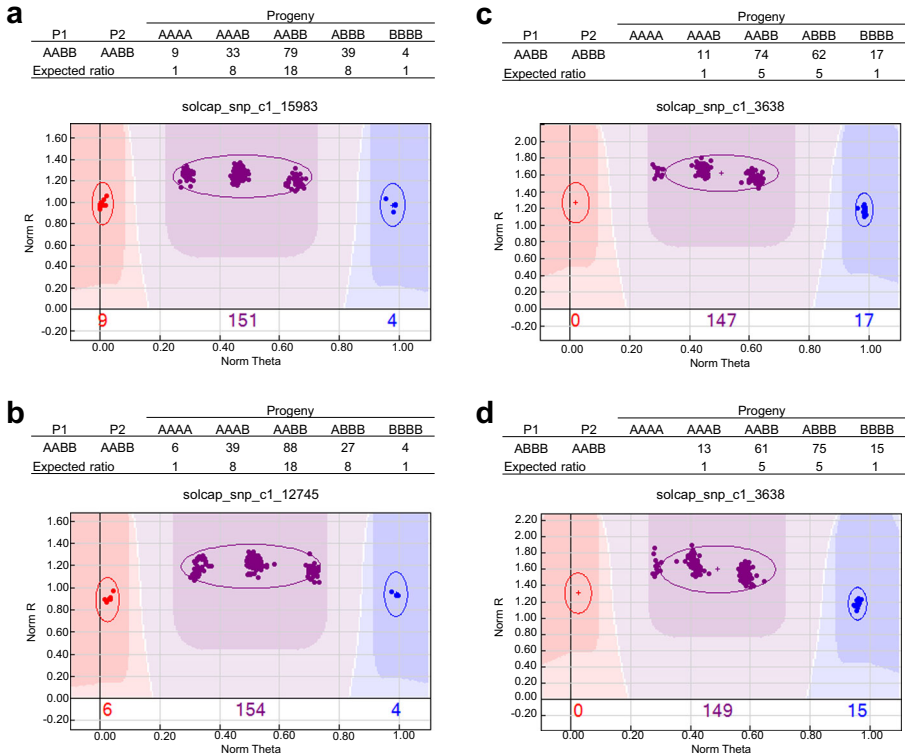 a
Progeny
P1 P2 AAAA AAAB AABB ABBB BBBB
AABB AABB 9 33 79 39 4
Expected ratio 1 8 18 8 1
solcap_snp_c1_15983
1.60
1.40
1.20
1.00
0.80
0.60
0.40
0.20
0.00
-0.20
Norm R
9 151 4
0.00 0.20 0.40 0.60 0.80 1.00
Norm Theta
c
Progeny
P1 P2 AAAA AAAB AABB ABBB BBBB
AABB ABBB 11 74 62 17
Expected ratio 1 5 5 1
solcap_snp_c1_3638
2.00
1.80
1.60
1.40
1.20
1.00
0.80
0.60
0.40
0.20
0.00
-0.20
Norm R
0 147 17
0.00 0.20 0.40 0.60 0.80 1.00
Norm Theta
b
Progeny
P1 P2 AAAA AAAB AABB ABBB BBBB
AABB AABB 6 39 88 27 4
Expected ratio 1 8 18 8 1
solcap_snp_c1_12745
1.60
1.40
1.20
1.00
0.80
0.60
0.40
0.20
0.00
-0.20
Norm R
6 154 4
0.00 0.20 0.40 0.60 0.80 1.00
Norm Theta
d
Progeny
P1 P2 AAAA AAAB AABB ABBB BBBB
ABBB AABB 13 61 75 15
Expected ratio 1 5 5 1
solcap_snp_c1_3638
2.20
2.00
1.80
1.60
1.40
1.20
1.00
0.80
0.60
0.40
0.20
0.00
-0.20
Norm R
0 149 15
0.00 0.20 0.40 0.60 0.80 1.00
Norm Theta